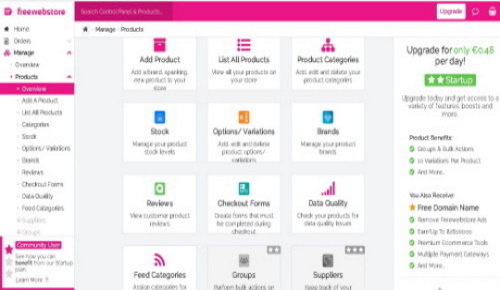 freewebstore
Search Control Panel & Products...
Upgrade
Home
Orders
Manage
Overview
Products
Overview
Add A Product
List All Products
Categories
Stock
Options/ Variations
Brands
Reviews
Checkout Forms
Data Quality
Feed Categories
Suppliers
Groups
Community User
See how you can
benefit from our Startup
plan.
Learn More ?
Manage Products
Add Product
Add a brand, spanking
new product to your
store
List All Products
View all your products on
your store
Product Categories
Add, edit and delete
your product
categories
Stock
Manage your product
stock levels
Options/ Variations
Add, edit and delete
product options/
variations
Brands
Manage your product
brands
Reviews
View customer product
reviews
Checkout Forms
Create forms that must
be completed during
checkout
Data Quality
Check your products for
data quality issues
Feed Categories
Assign categories for
Groups
Perform bulk actions on
Suppliers
Keep track of your
Upgrade for only €0.48
per day!
Startup
Upgrade today and get access to a
variety of features, boosts and
more.
Product Benefits:
Groups & Bulk Actions
10 Variations Per Product
And More..
You Also Receive:
Free Domain Name
Remove Freewebstore Ads
Premium Ecommerce Tools
Multiple Payment Gateways
And More..